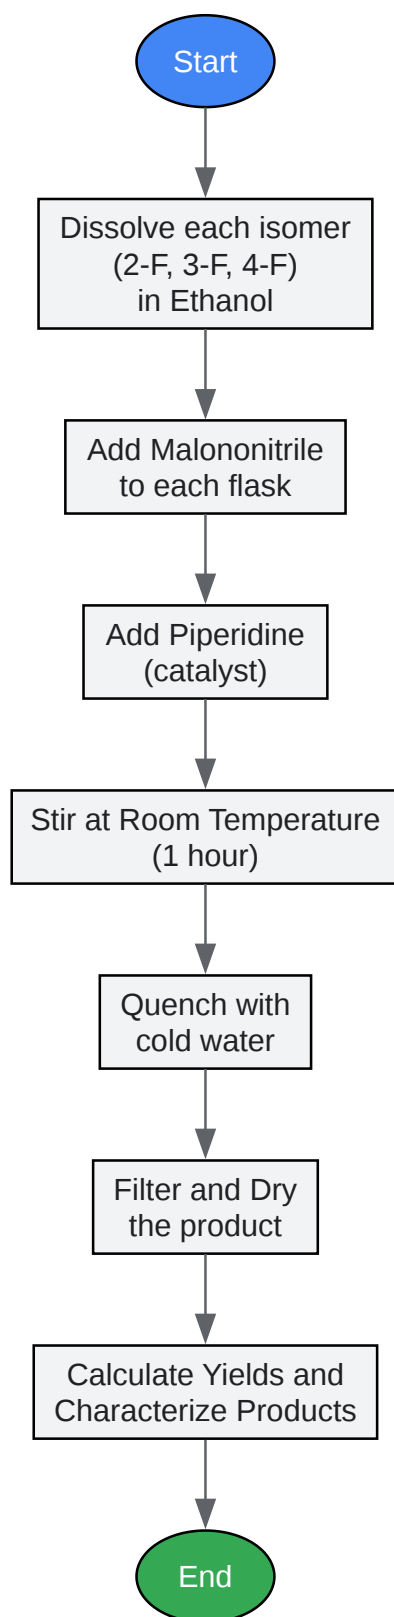 Start
Dissolve each isomer
(2-F, 3-F, 4-F)
in Ethanol
Add Malononitrile
to each flask
Add Piperidine
(catalyst)
Stir at Room Temperature
(1 hour)
Quench with
cold water
Filter and Dry
the product
Calculate Yields and
Characterize Products
End